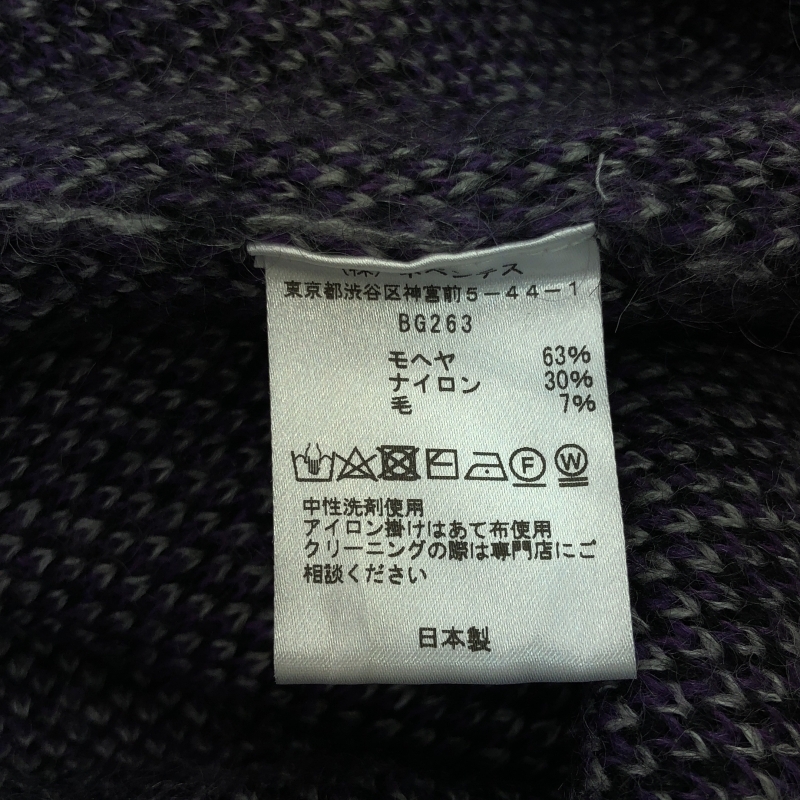 東京都渋谷区神宮前5-44-1
BG263
モヘヤ 63%
ナイロン 30%
毛 7%
F W
中性洗剤使用
アイロン掛けはあて布使用
クリーニングの際は専門店にご
相談ください
日本製